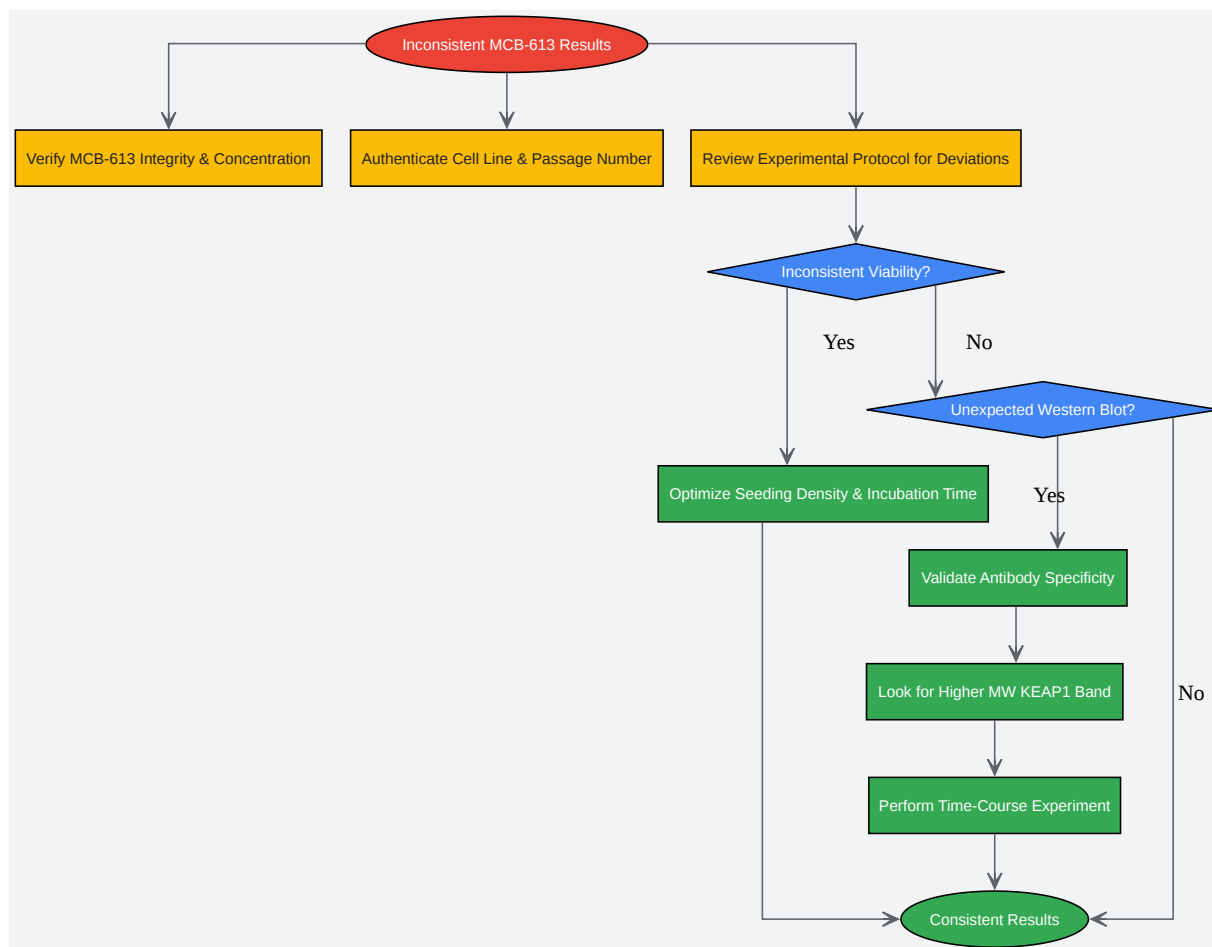 Inconsistent MCB-613 Results
Verify MCB-613 Integrity & Concentration
Authenticate Cell Line & Passage Number
Review Experimental Protocol for Deviations
Inconsistent Viability?
Yes
No
Unexpected Western Blot?
Optimize Seeding Density & Incubation Time
Yes
Validate Antibody Specificity
Look for Higher MW KEAP1 Band
No
Perform Time-Course Experiment
Consistent Results